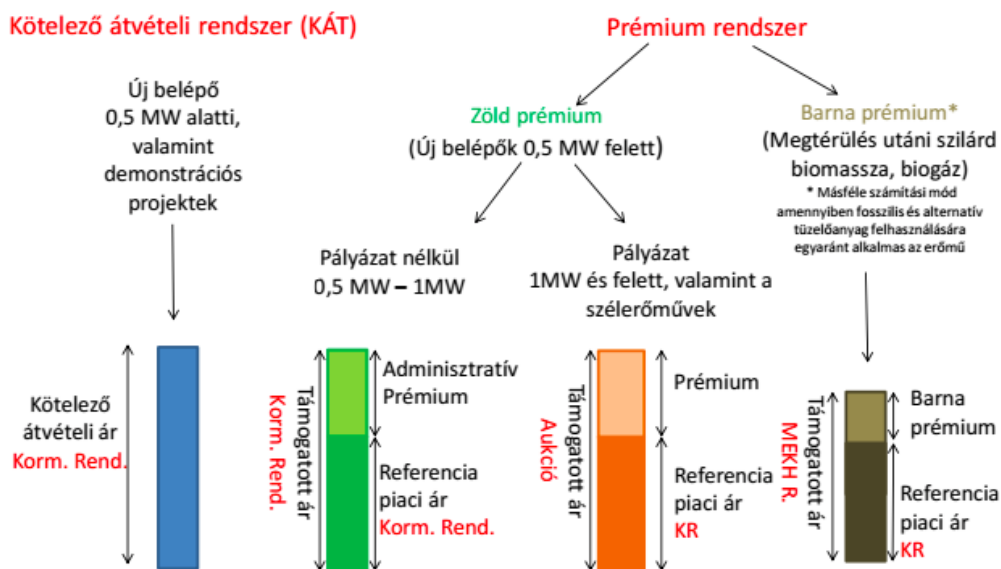 Kötelező átvételi rendszer (KÁT)
Prémium rendszer
Új belépő
0,5 MW alatti,
valamint
demonstrációs
projektek
Zöld prémium
(Új belépők 0,5 MW felett)
Barna prémium*
(Megtérülés utáni szilárd
biomassza, biogáz)
* Másféle számítási mód
amennyiben fosszilis és alternatív
tüzelőanyag felhasználására
egyaránt alkalmas az erőmű
Pályázat nélkül
0,5 MW – 1MW
Pályázat
1MW és felett, valamint a
szélerőművek
Kötelező
átvételi ár
Korm. Rend.
Támogatott ár
Korm. Rend.
Adminisztratív
Prémium
Referencia
piaci ár
Korm. Rend.
Támogatott ár
Aukció
Prémium
Referencia
piaci ár
KR
Támogatott ár
MEKH R.
Barna
prémium
Referencia
piaci ár
KR